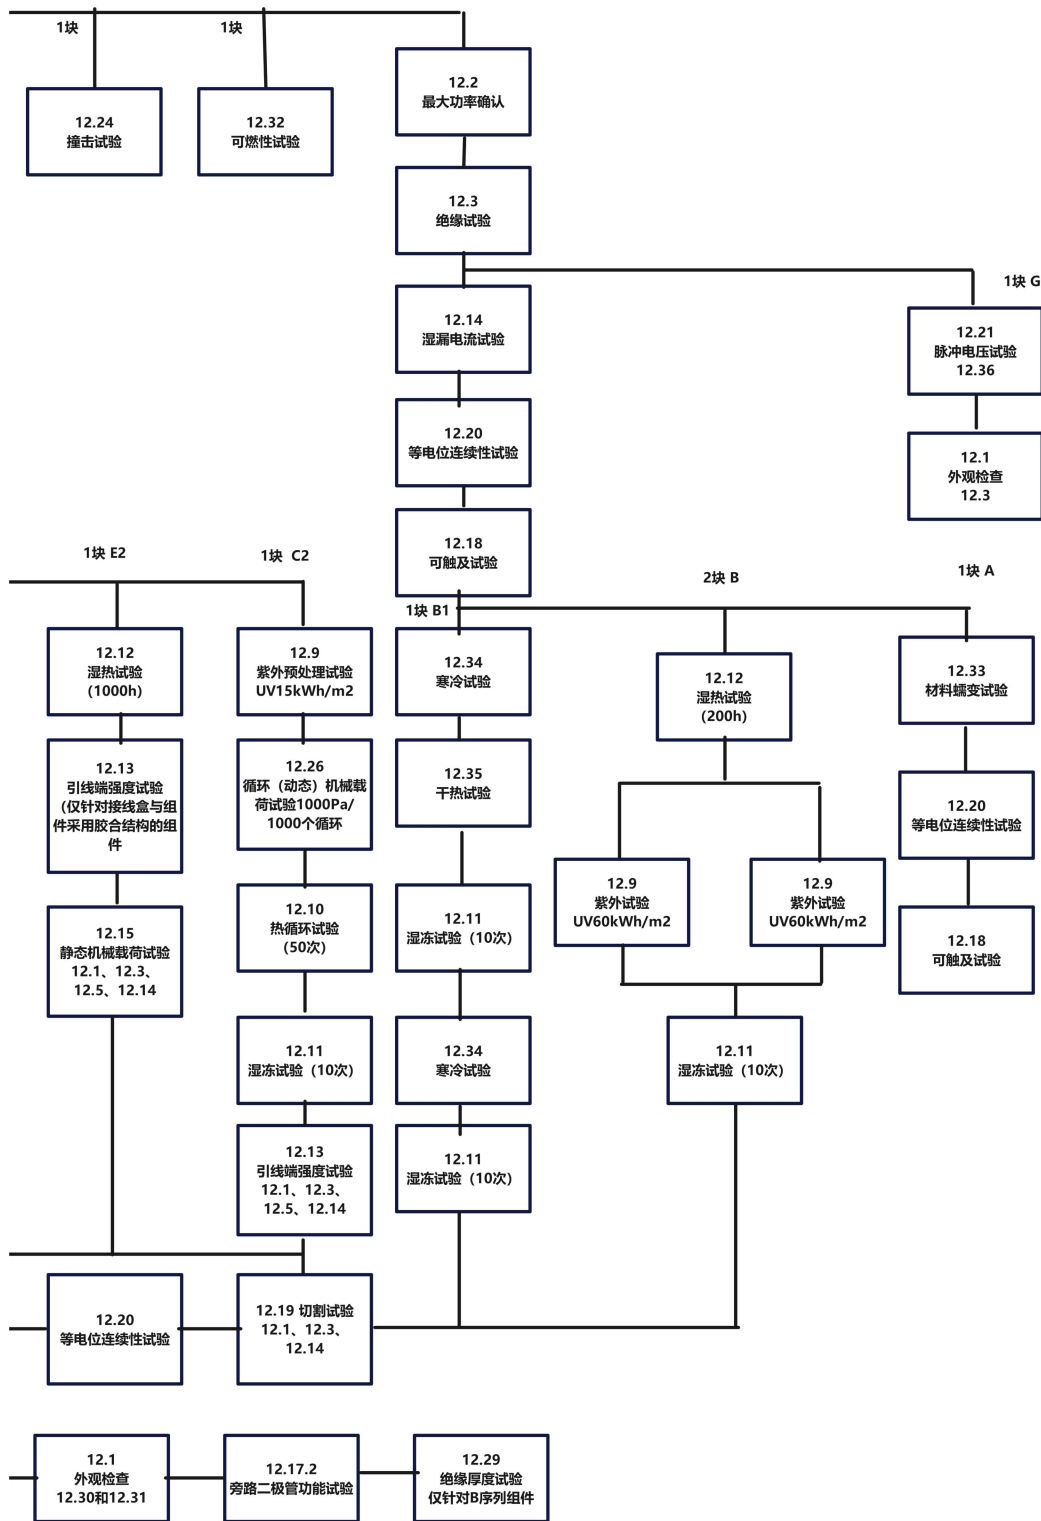 1块
1块
12.24
撞击试验
12.32
可燃性试验
12.2
最大功率确认
12.3
绝缘试验
12.14
湿漏电流试验
12.20
等电位连续性试验
12.18
可触及试验
1块 G
12.21
脉冲电压试验
12.36
12.1
外观检查
12.3
1块 E2
12.12
湿热试验
(1000h)
12.13
引线端强度试验
(仅针对接线盒与组
件采用胶合结构的组
件
12.15
静态机械载荷试验
12.1、12.3、
12.5、12.14
1块 C2
12.9
紫外预处理试验
UV15kWh/m2
12.26
循环（动态）机械载
荷试验1000Pa/
1000个循环
12.10
热循环试验
(50次)
12.11
湿冻试验（10次）
12.13
引线端强度试验
12.1、12.3、
12.5、12.14
1块 B1
12.34
寒冷试验
12.35
干热试验
12.11
湿冻试验（10次）
12.34
寒冷试验
12.11
湿冻试验（10次）
2块 B
12.12
湿热试验
（200h）
12.9
紫外试验
UV60kWh/m2
12.9
紫外试验
UV60kWh/m2
12.11
湿冻试验（10次）
1块 A
12.33
材料蠕变试验
12.20
等电位连续性试验
12.18
可触及试验
12.20
等电位连续性试验
12.19 切割试验
12.1、12.3、
12.14
12.1
外观检查
12.30和12.31
12.17.2
旁路二极管功能试验
12.29
绝缘厚度试验
仅针对B序列组件